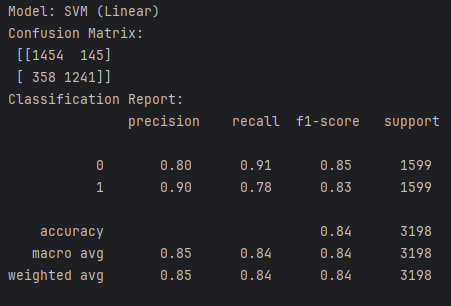 Model: SVM (Linear)
Confusion Matrix:
[[1454  145]
[ 358 1241]]
Classification Report:
precision    recall  f1-score   support
0       0.80      0.91      0.85      1599
1       0.90      0.78      0.83      1599
accuracy                           0.84      3198
macro avg       0.85      0.84      0.84      3198
weighted avg       0.85      0.84      0.84      3198